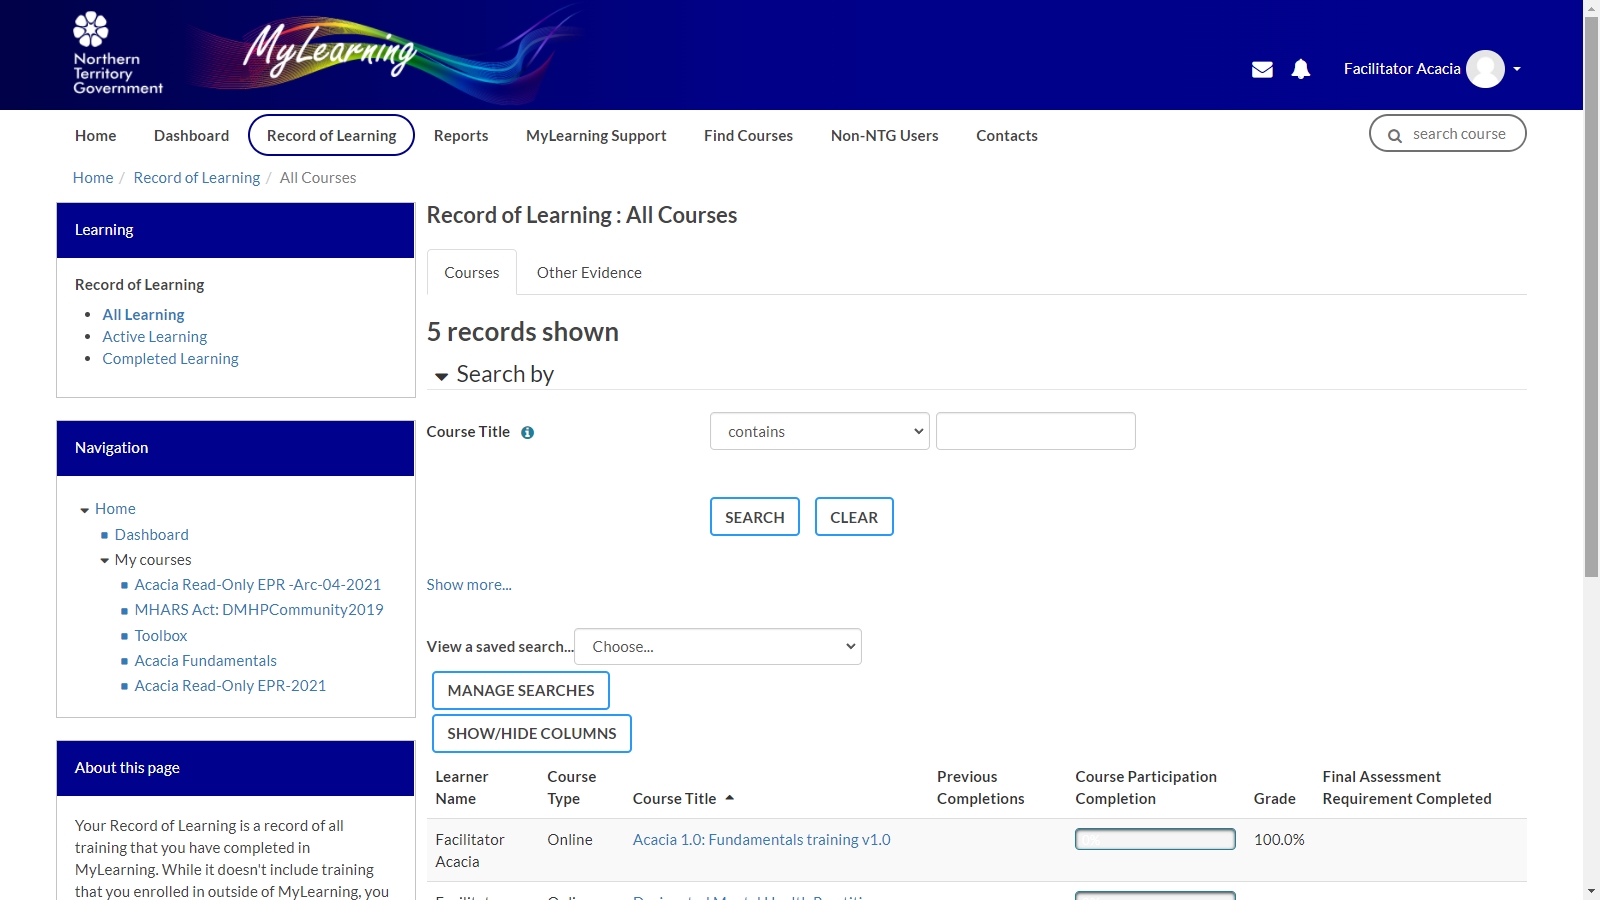 Northern
Territory
Government
MyLearning
Facilitator Acacia
Home Dashboard Record of Learning Reports MyLearning Support Find Courses Non-NTG Users Contacts
search course
Home / Record of Learning / All Courses
Learning
Record of Learning
All Learning
Active Learning
Completed Learning
Navigation
Home
Dashboard
My courses
Acacia Read-Only EPR -Arc-04-2021
MHARS Act: DMHPCommunity2019
Toolbox
Acacia Fundamentals
Acacia Read-Only EPR-2021
About this page
Your Record of Learning is a record of all
training that you have completed in
MyLearning. While it doesn't include training
that you enrolled in outside of MyLearning, you
Record of Learning : All Courses
Courses Other Evidence
5 records shown
Search by
Course Title
contains
SEARCH CLEAR
Show more...
View a saved search... Choose...
MANAGE SEARCHES
SHOW/HIDE COLUMNS
Learner Name Course Type Course Title Previous Completions Course Participation Completion Grade Final Assessment Requirement Completed
Facilitator Acacia Online Acacia 1.0: Fundamentals training v1.0 100.0%